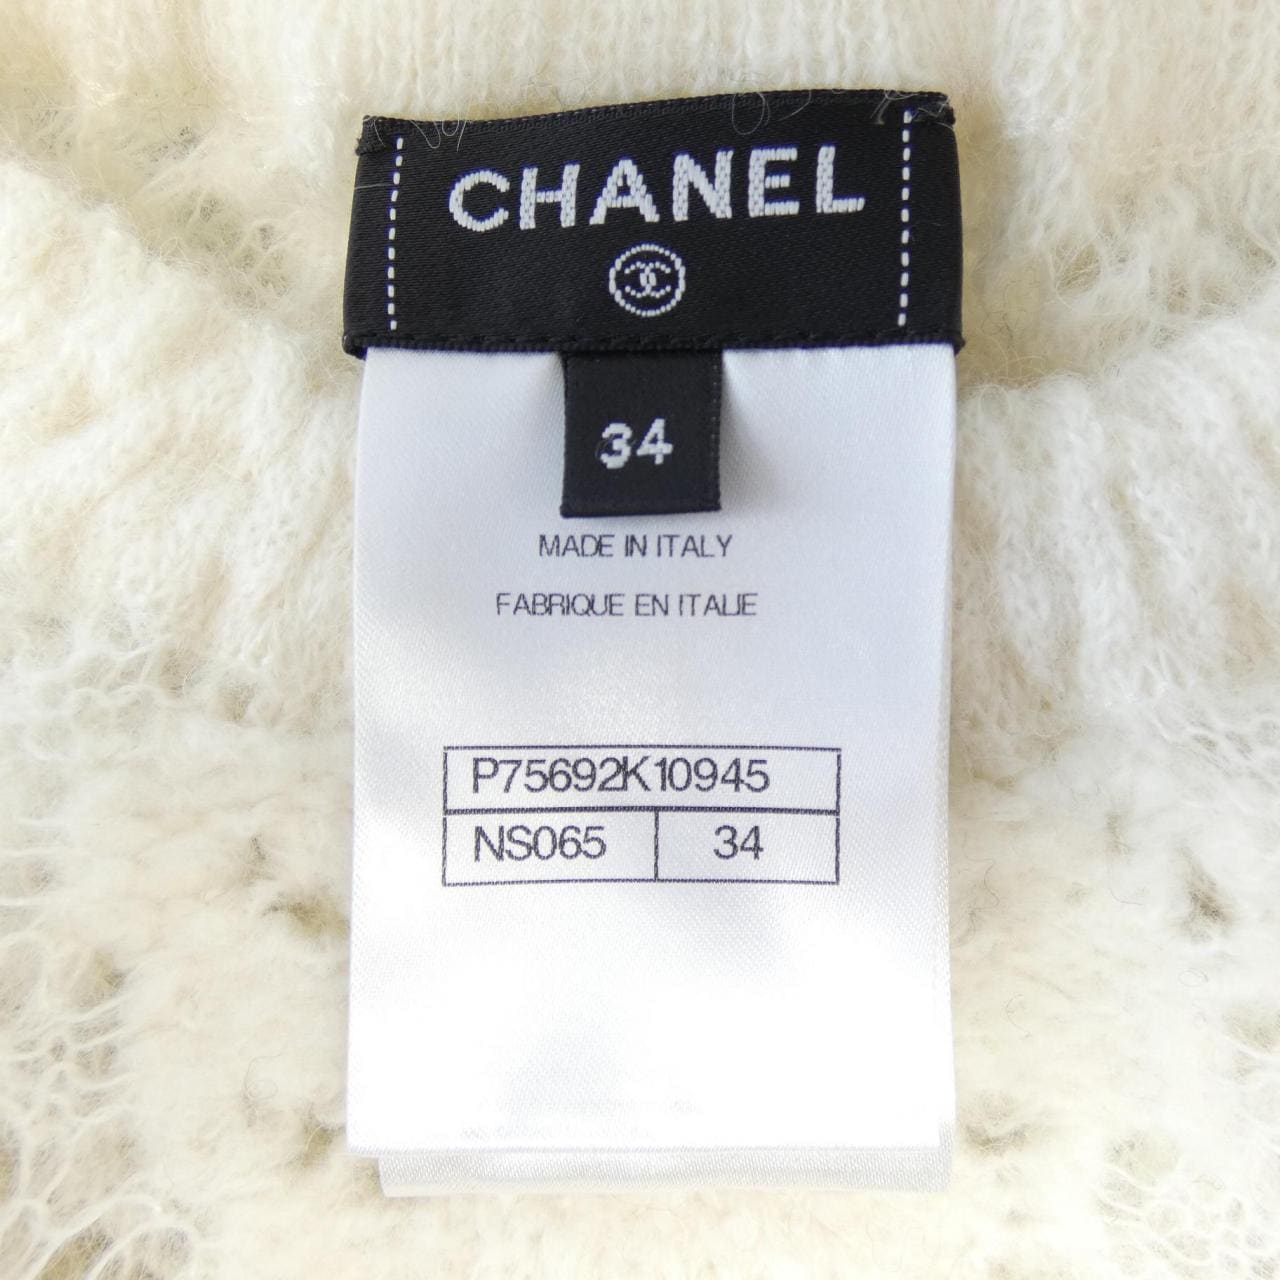 CHANEL
34
MADE IN ITALY
FABRIQUE EN ITALIE
P75692K10945
NS065 34